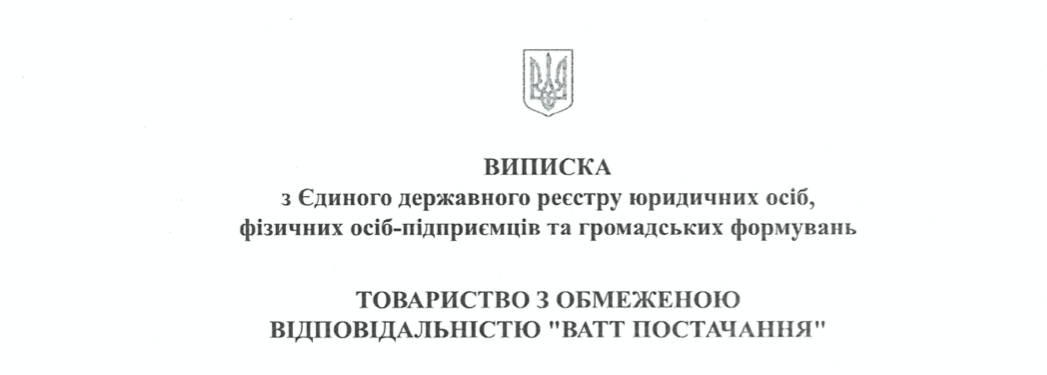 ВИПИСКА
з Єдиного державного реєстру юридичних осіб,
фізичних осіб-підприємців та громадських формувань
ТОВАРИСТВО З ОБМЕЖЕНОЮ
ВІДПОВІДАЛЬНІСТЮ "ВАТТ ПОСТАЧАННЯ"